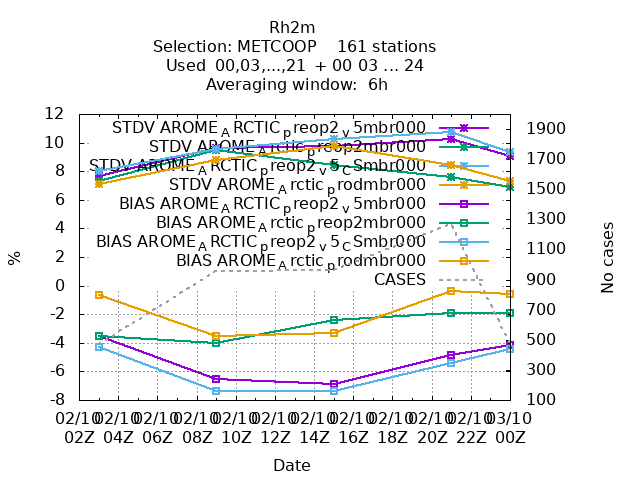 Rh2m
Selection: METCOOP 161 stations
Used 00,03,...,21 + 00 03 ... 24
Averaging window: 6h
STDV AROME_ARCTIC_preop2_v5mbr000
STDV AROME_Arctic_preop2mbr000
STDV AROME_ARCTIC_preop2_v5_CSmbr000
STDV AROME_Arctic_prodmbr000
BIAS AROME_ARCTIC_preop2_v5mbr000
BIAS AROME_Arctic_preop2mbr000
BIAS AROME_ARCTIC_preop2_v5_CSmbr000
BIAS AROME_Arctic_prodmbr000
CASES
12
10
8
6
4
2
0
-2
-4
-6
-8
%
1900
1700
1500
1300
1100
900
700
500
300
100
No cases
02/10 02/10 02/10 02/10 02/10 02/10 02/10 02/10 02/10 02/10 02/10 03/10
02Z 04Z 06Z 08Z 10Z 12Z 14Z 16Z 18Z 20Z 22Z 00Z
Date